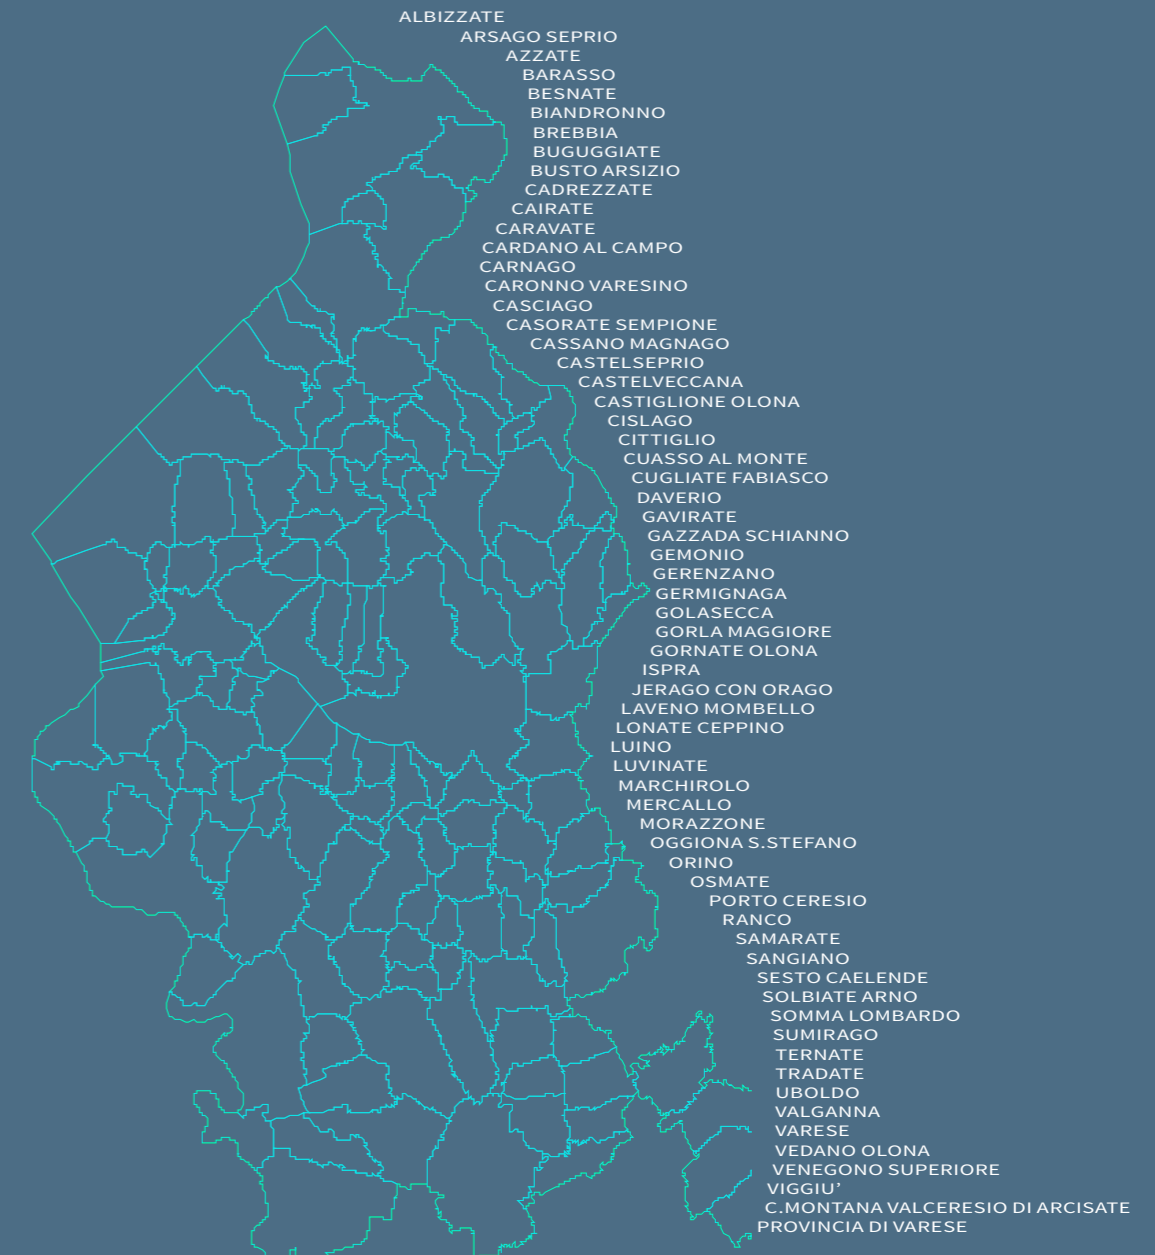 ALBIZZATE
ARSAGO SEPRIO
AZZATE
BARASSO
BESNATE
BIANDRONNO
BREBBIA
BUGUGGIATE
BUSTO ARSIZIO
CADREZZATE
CAIRATE
CARAVATE
CARDANO AL CAMPO
CARNAGO
CARONNO VARESINO
CASCIAGO
CASORATE SEMPIONE
CASSANO MAGNAGO
CASTELSEPRIO
CASTELVECCANA
CASTIGLIONE OLONA
CISLAGO
CITTIGLIO
CUASSO AL MONTE
CUGLIATE FABIASCO
DAVERIO
GAVIRATE
GAZZADA SCHIANNO
GEMONIO
GERENZANO
GERMIGNAGA
GOLASECCA
GORLA MAGGIORE
GORNATE OLONA
ISPRA
JERAGO CON ORAGO
LAVENO MOMBELLO
LONATE CEPPINO
LUINO
LUVINATE
MARCHIROLO
MERCALLO
MORAZZONE
OGGIONA S.STEFANO
ORINO
OSMATE
PORTO CERESIO
RANCO
SAMARATE
SANGIANO
SESTO CAELENDE
SOLBIATE ARNO
SOMMA LOMBARDO
SUMIRAGO
TERNATE
TRADATE
UBOLDO
VALGANNA
VARESE
VEDANO OLONA
VENEGONO SUPERIORE
VIGGIU’
C.MONTANA VALCERESIO DI ARCISATE
PROVINCIA DI VARESE